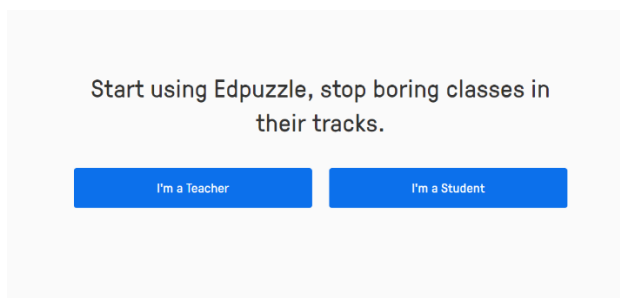 Start using Edpuzzle, stop boring classes in
their tracks.
I'm a Teacher
I'm a Student